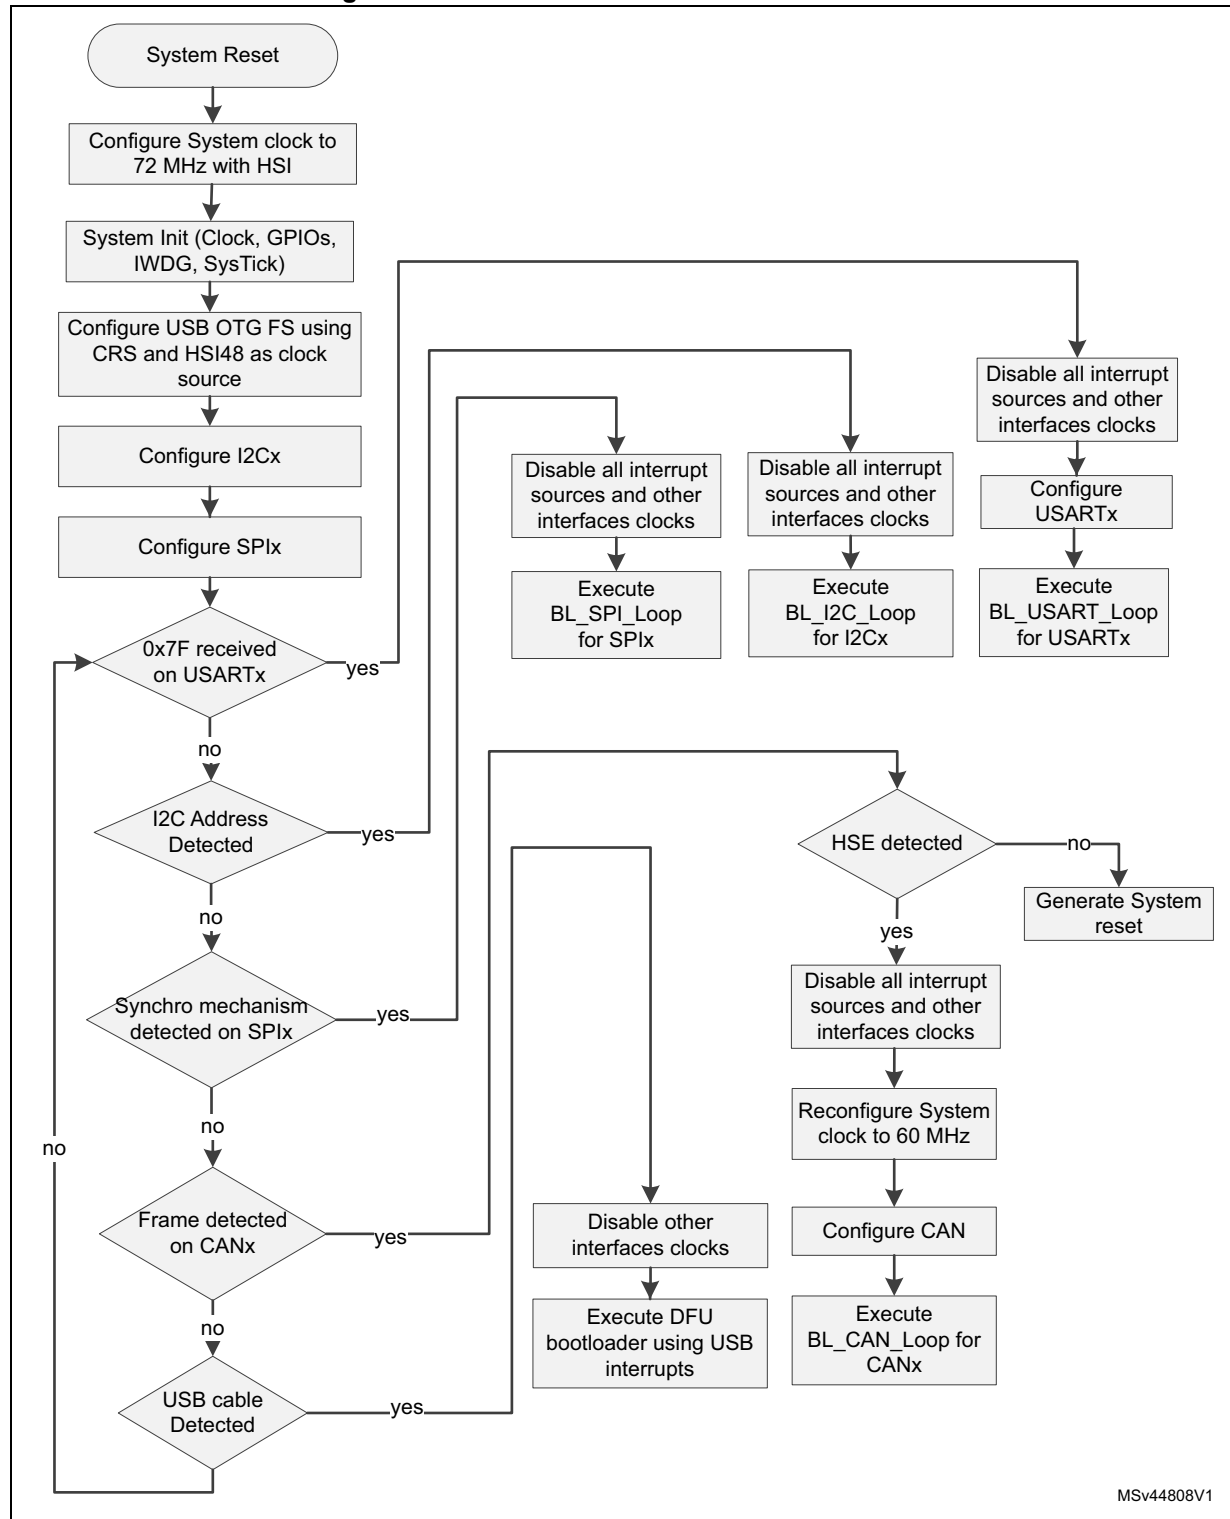 System Reset
Configure System clock to
72 MHz with HSI
System Init (Clock, GPIOs,
IWDG, SysTick)
Configure USB OTG FS using
CRS and HSI48 as clock
source
Configure I2Cx
Configure SPIx
0x7F received
on USARTx
yes
no
I2C Address
Detected
yes
no
Synchro mechanism
detected on SPIx
yes
no
Frame detected
on CANx
yes
no
USB cable
Detected
yes
no
Disable all interrupt
sources and other
interfaces clocks
Execute
BL_SPI_Loop
for SPIx
Disable all interrupt
sources and other
interfaces clocks
Execute
BL_I2C_Loop
for I2Cx
Disable all interrupt
sources and other
interfaces clocks
Configure
USARTx
Execute
BL_USART_Loop
for USARTx
HSE detected
no
Generate System
reset
yes
Disable all interrupt
sources and other
interfaces clocks
Reconfigure System
clock to 60 MHz
Configure CAN
Execute
BL_CAN_Loop for
CANx
Disable other
interfaces clocks
Execute DFU
bootloader using USB
interrupts
MSv44808V1